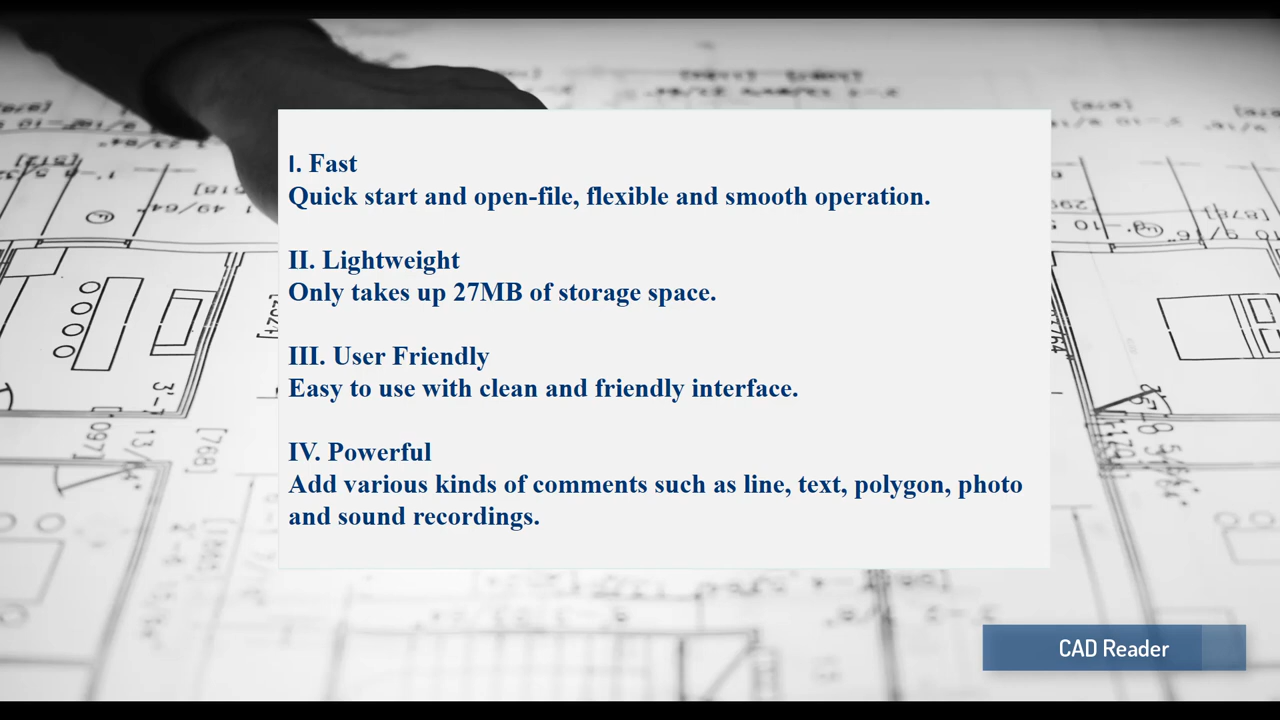 I. Fast
Quick start and open-file, flexible and smooth operation.
II. Lightweight
Only takes up 27MB of storage space.
III. User Friendly
Easy to use with clean and friendly interface.
IV. Powerful
Add various kinds of comments such as line, text, polygon, photo
and sound recordings.
CAD Reader